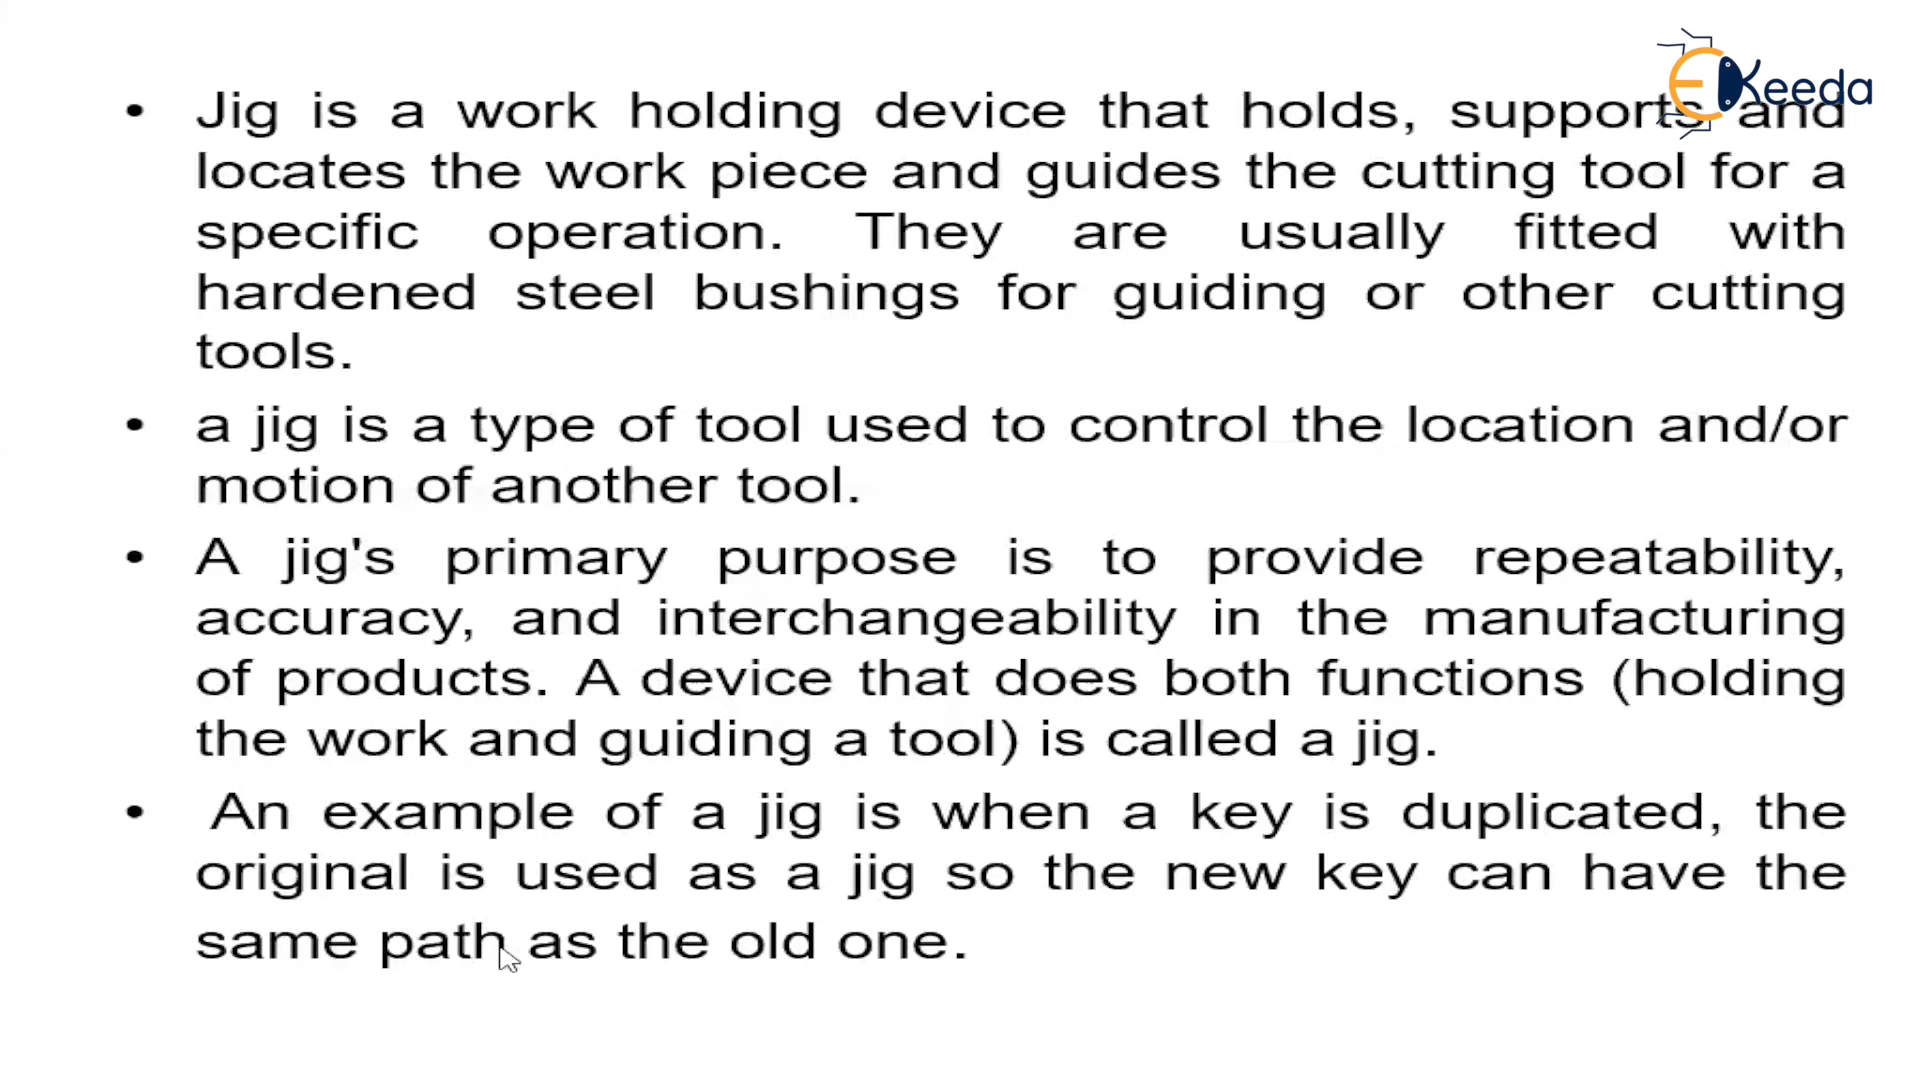 EKeeda
• Jig is a work holding device that holds, supports and
locates the work piece and guides the cutting tool for a
specific operation. They are usually fitted with
hardened steel bushings for guiding or other cutting
tools.
• a jig is a type of tool used to control the location and/or
motion of another tool.
• A jig's primary purpose is to provide repeatability,
accuracy, and interchangeability in the manufacturing
of products. A device that does both functions (holding
the work and guiding a tool) is called a jig.
• An example of a jig is when a key is duplicated, the
original is used as a jig so the new key can have the
same path as the old one.